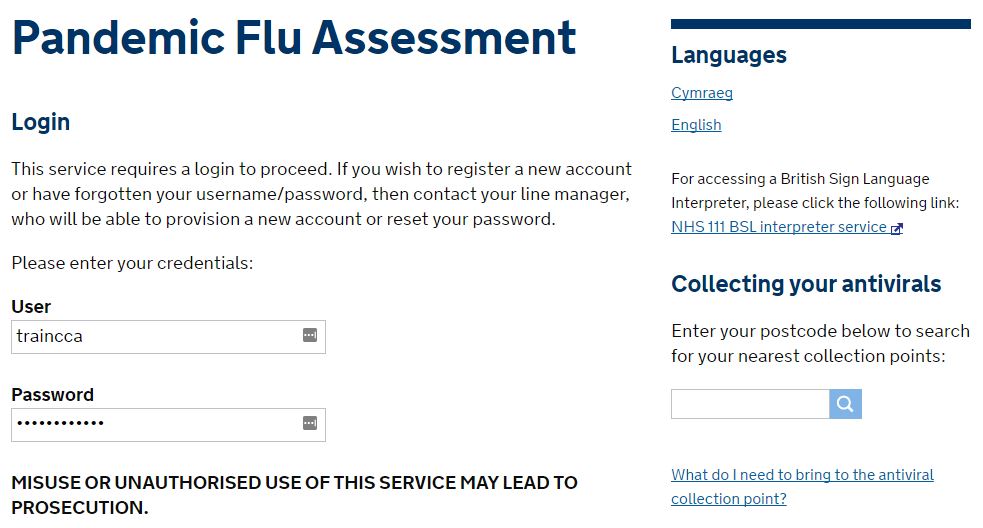 Pandemic Flu Assessment
Login
This service requires a login to proceed. If you wish to register a new account
or have forgotten your username/password, then contact your line manager,
who will be able to provision a new account or reset your password.
Please enter your credentials:
User
traincca
Password
••••••••••••
MISUSE OR UNAUTHORISED USE OF THIS SERVICE MAY LEAD TO
PROSECUTION.
Languages
Cymraeg
English
For accessing a British Sign Language
Interpreter, please click the following link:
NHS 111 BSL interpreter service
Collecting your antivirals
Enter your postcode below to search
for your nearest collection points:
What do I need to bring to the antiviral
collection point?